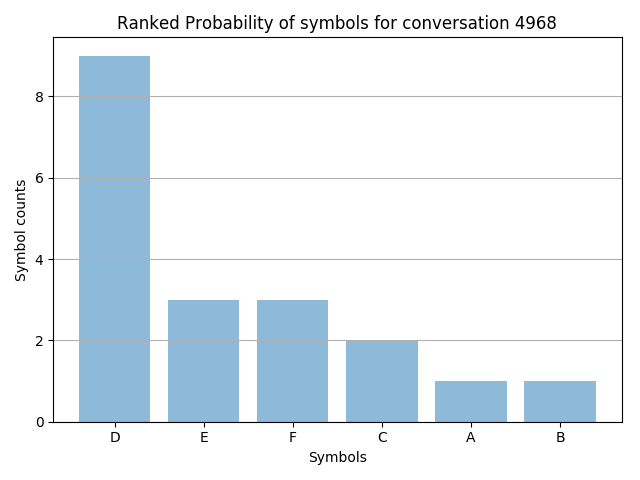 Ranked Probability of symbols for conversation 4968
Symbol counts
8
6
4
2
0
D E F C A B
Symbols